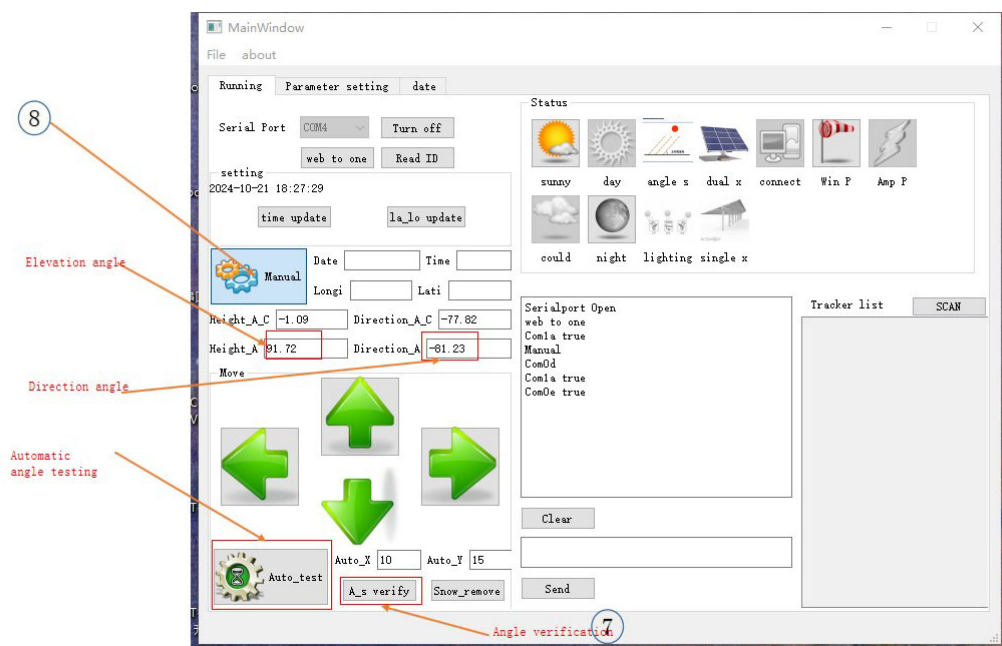 MainWindow
File about
Running Parameter setting date
Serial Port COM4 Turn off
web to one Read ID
setting
2024-10-21 18:27:29
time update la_lo update
Manual
Date Time
Longi Lati
Height_A_C -1.09 Direction_A_C -77.82
Height_A 91.72 Direction_A -81.23
Move
Auto_test
Auto_X 10 Auto_Y 15
A_s verify Snow_remove
Status
sunny day angle s dual x connect Win P Amp P
could night lighting single x
Serialport Open
web to one
Com1a true
Manual
Com0d
Com1a true
Com0e true
Clear
Send
Tracker list SCAN
8
Elevation angle
Direction angle
Automatic
angle testing
Angle verification
7